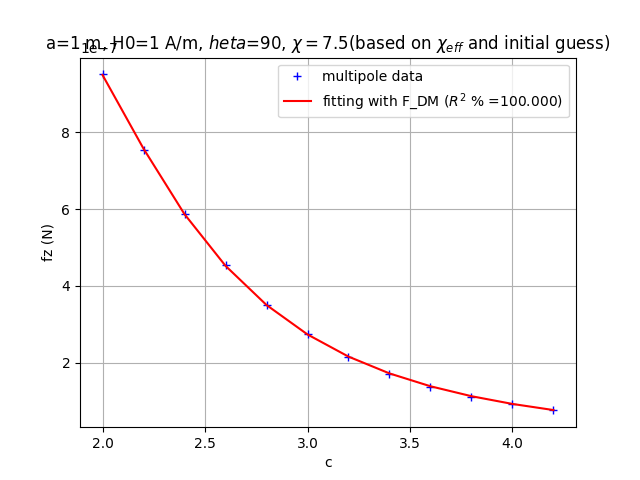 a=1 m, H0=1 A/m, heta=90, χ = 7.5(based on χ_eff and initial guess)
1e−7
multipole data
fitting with F_DM (R² % =100.000)
8
6
4
2
fz (N)
2.0 2.5 3.0 3.5 4.0
c